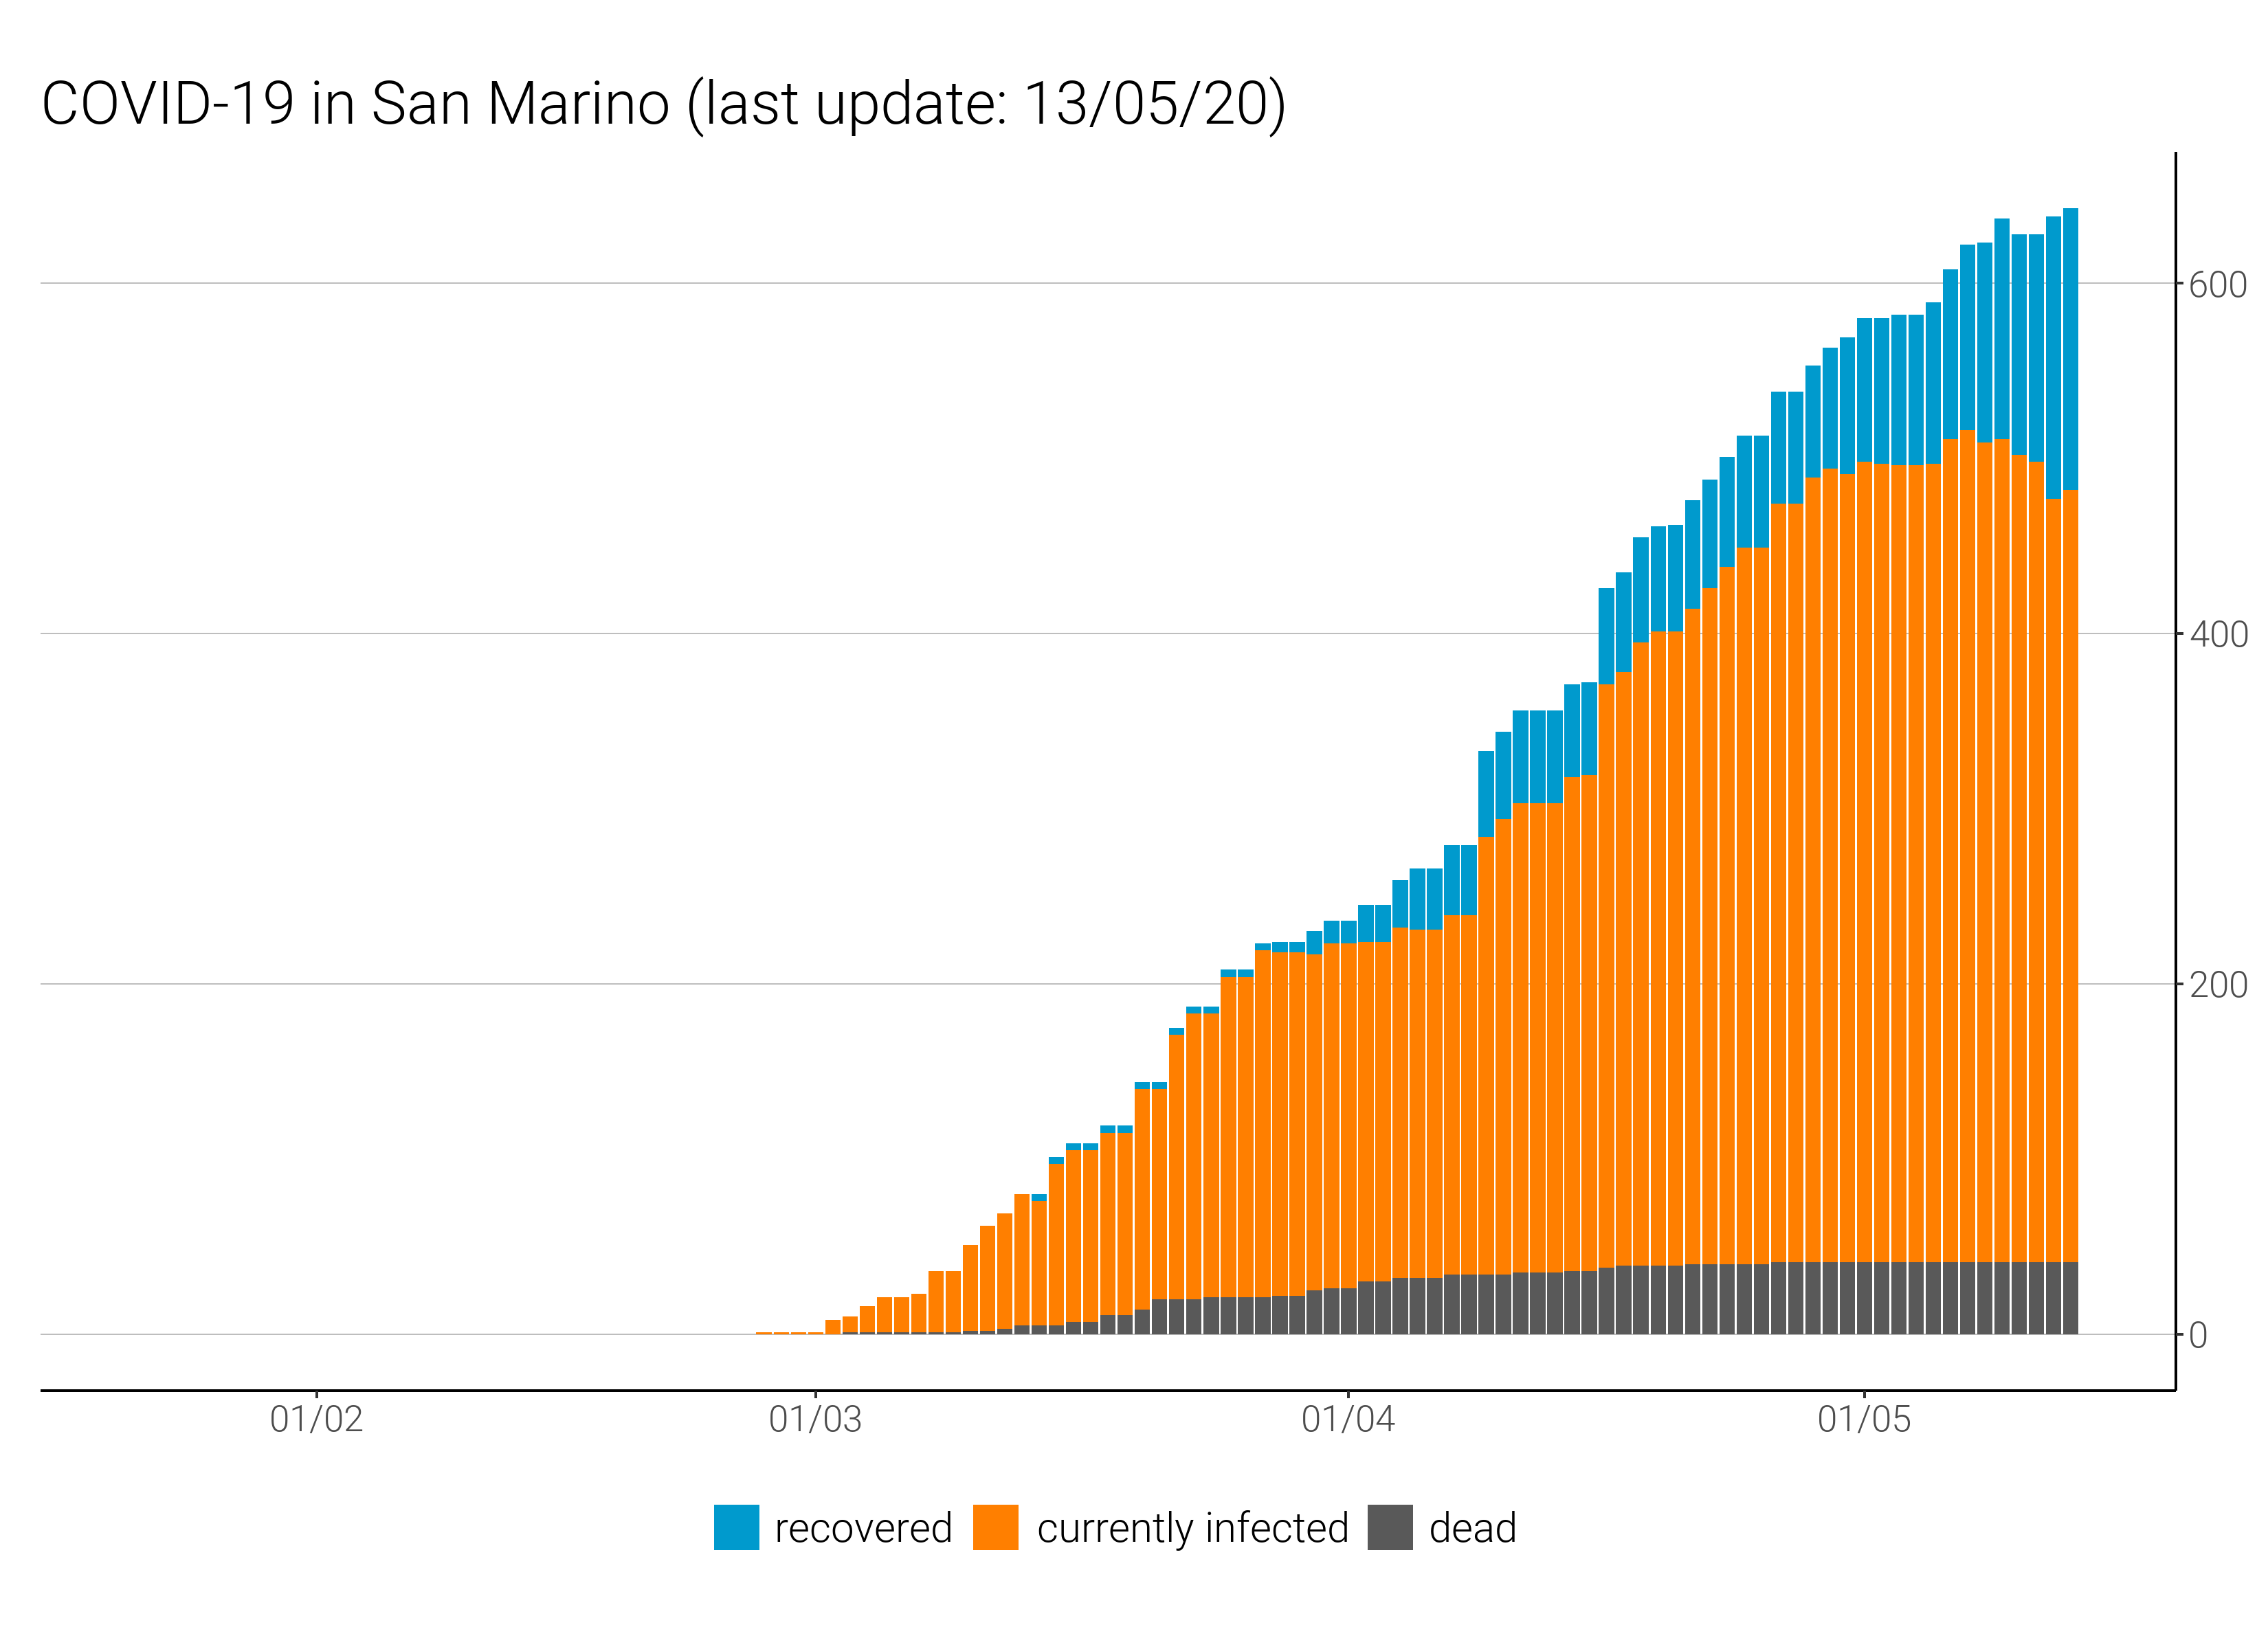 COVID-19 in San Marino (last update: 13/05/20)
600
400
200
0
01/02 01/03 01/04 01/05
recovered currently infected dead